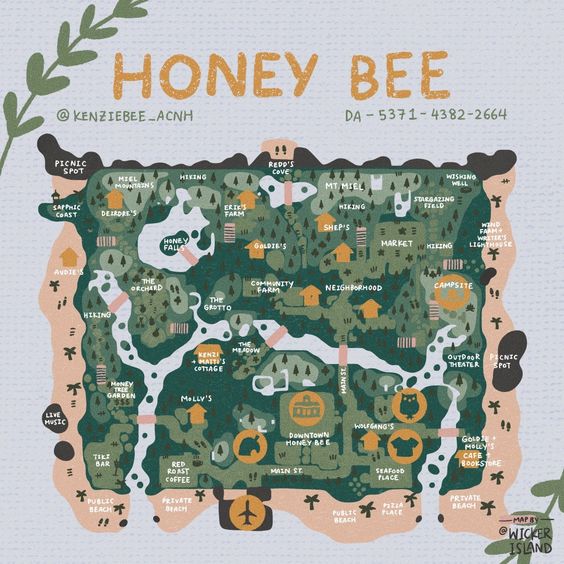 HONEY BEE
@KENZIEBEE_ACNH
DA-5371-4382-2664
PICNIC
SPOT
REDD'S
COVE
MIEL
MOUNTAINS
HIKING
MT. MIEL
WISHING
WELL
SAPPHIC
COAST
DEIRDRE'S
ERIK'S
FARM
HIKING
STARGAZING
FIELD
SHEP'S
WIND
FARM +
WRITER'S
LIGHTHOUSE
HONEY
FALLS
GOLDIE'S
MARKET
HIKING
AUDIE'S
THE
ORCHARD
COMMUNITY
FARM
NEIGHBORHOOD
CAMPSITE
HIKING
THE
GROTTO
KENZI
+ MAITI'S
COTTAGE
THE
MEADOW
MAIN ST.
OUTDOOR
THEATER
PICNIC
SPOT
MONEY
TREE
GARDEN
$$$
MOLLY'S
LIVE
MUSIC
DOWNTOWN
HONEY BEE
WOLFGANG'S
GOLDIE +
MOLLY'S
CAFE +
BOOKSTORE
TIKI
BAR
RED
ROAST
COFFEE
MAIN ST.
SEAFOOD
PLACE
PUBLIC
BEACH
PRIVATE
BEACH
PUBLIC
BEACH
PIZZA
PLACE
PRIVATE
BEACH
MAP BY
@WICKER
ISLAND